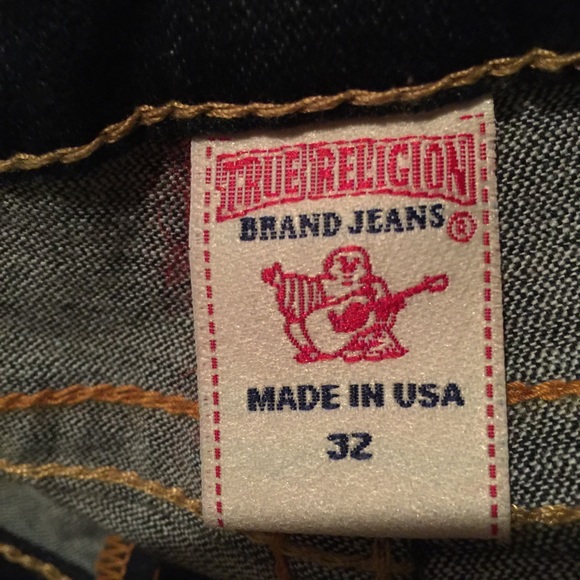 TRUE RELIGION
BRAND JEANS ®
MADE IN USA
32